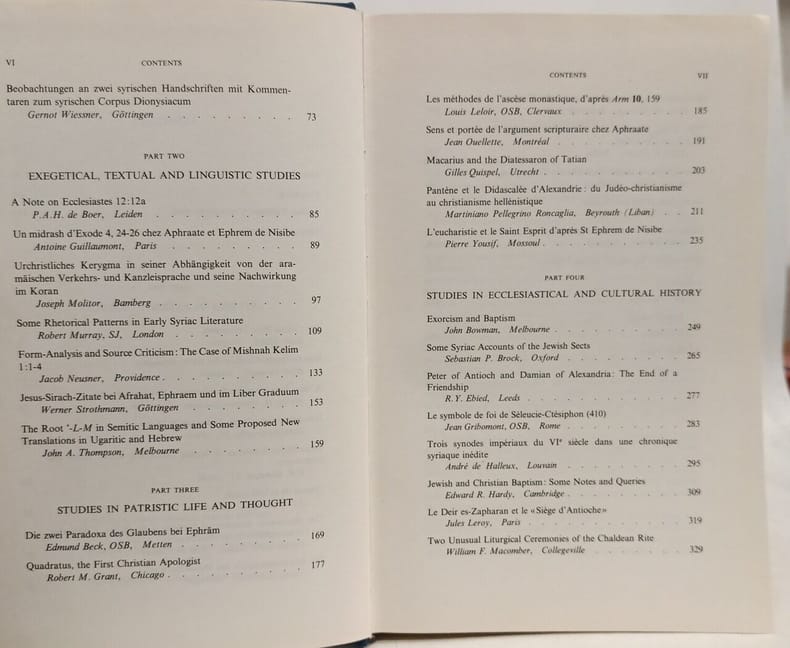 VI
CONTENTS
Beobachtungen an zwei syrischen Handschriften mit Kommen-
taren zum syrischen Corpus Dionysiacum
Gernot Wiessner, Göttingen . . . . . . . . . 73
PART TWO
EXEGETICAL, TEXTUAL AND LINGUISTIC STUDIES
A Note on Ecclesiastes 12:12a
P.A.H. de Boer, Leiden . . . . . . . . . . 85
Un midrash d'Exode 4, 24-26 chez Aphraate et Ephrem de Nisibe
Antoine Guillaumont, Paris . . . . . . . . . 89
Urchristliches Kerygma in seiner Abhängigkeit von der ara-
mäischen Verkehrs- und Kanzleisprache und seine Nachwirkung
im Koran
Joseph Molitor, Bamberg . . . . . . . . . . 97
Some Rhetorical Patterns in Early Syriac Literature
Robert Murray, SJ, London . . . . . . . . . 109
Form-Analysis and Source Criticism: The Case of Mishnah Kelim
1:1-4
Jacob Neusner, Providence . . . . . . . . . 133
Jesus-Sirach-Zitate bei Afrahat, Ephraem und im Liber Graduum
Werner Strothmann, Göttingen . . . . . . . . 153
The Root '-L-M in Semitic Languages and Some Proposed New
Translations in Ugaritic and Hebrew
John A. Thompson, Melbourne . . . . . . . . 159
PART THREE
STUDIES IN PATRISTIC LIFE AND THOUGHT
Die zwei Paradoxa des Glaubens bei Ephräm
Edmund Beck, OSB, Metten . . . . . . . . . 169
Quadratus, the First Christian Apologist
Robert M. Grant, Chicago . . . . . . . . . 177
CONTENTS
VII
Les méthodes de l'ascèse monastique, d'après Arm 10, 159
Louis Leloir, OSB, Clervaux . . . . . . . . 185
Sens et portée de l'argument scripturaire chez Aphraate
Jean Ouellette, Montréal . . . . . . . . . 191
Macarius and the Diatessaron of Tatian
Gilles Quispel, Utrecht . . . . . . . . . . 203
Pantène et le Didascalée d'Alexandrie : du Judéo-christianisme
au christianisme hellénistique
Martiniano Pellegrino Roncaglia, Beyrouth (Liban) . . 211
L'eucharistie et le Saint Esprit d'après St Ephrem de Nisibe
Pierre Yousif, Mossoul . . . . . . . . . . 235
PART FOUR
STUDIES IN ECCLESIASTICAL AND CULTURAL HISTORY
Exorcism and Baptism
John Bowman, Melbourne . . . . . . . . . 249
Some Syriac Accounts of the Jewish Sects
Sebastian P. Brock, Oxford . . . . . . . . 265
Peter of Antioch and Damian of Alexandria: The End of a
Friendship
R. Y. Ebied, Leeds . . . . . . . . . . . 277
Le symbole de foi de Séleucie-Ctésiphon (410)
Jean Gribomont, OSB, Rome . . . . . . . . 283
Trois synodes impériaux du VIe siècle dans une chronique
syriaque inédite
André de Halleux, Louvain . . . . . . . . . 295
Jewish and Christian Baptism: Some Notes and Queries
Edward R. Hardy, Cambridge . . . . . . . . 309
Le Deir es-Zapharan et le «Siège d'Antioche»
Jules Leroy, Paris . . . . . . . . . . . 319
Two Unusual Liturgical Ceremonies of the Chaldean Rite
William F. Macomber, Collegeville . . . . . . 329